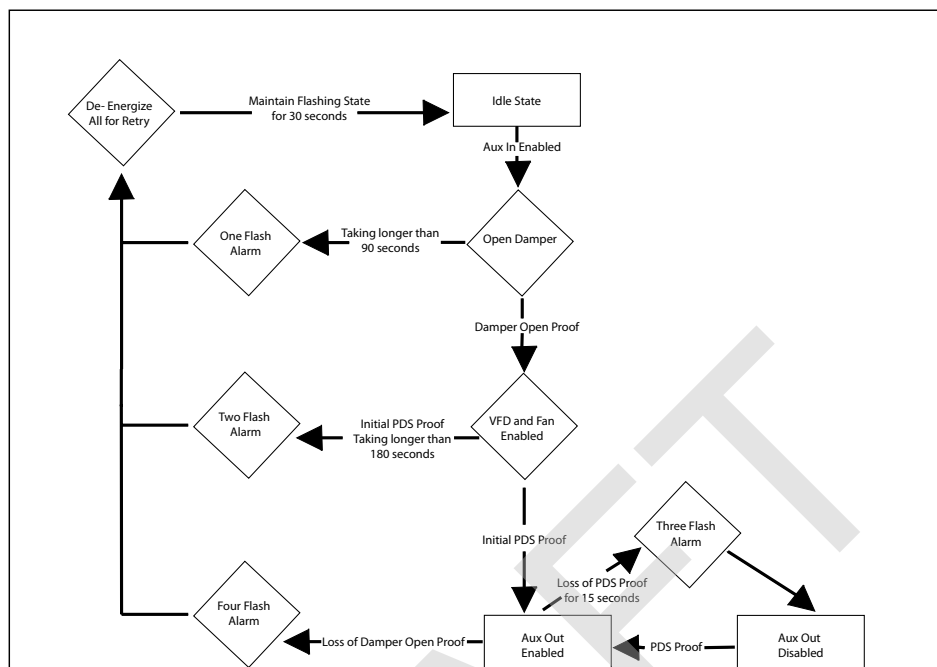 De- Energize
All for Retry
Maintain Flashing State
for 30 seconds
Idle State
Aux In Enabled
One Flash
Alarm
Taking longer than
90 seconds
Open Damper
Damper Open Proof
Two Flash
Alarm
Initial PDS Proof
Taking longer than
180 seconds
VFD and Fan
Enabled
Initial PDS Proof
Three Flash
Alarm
Loss of PDS Proof
for 15 seconds
Four Flash
Alarm
Loss of Damper Open Proof
Aux Out
Enabled
PDS Proof
Aux Out
Disabled